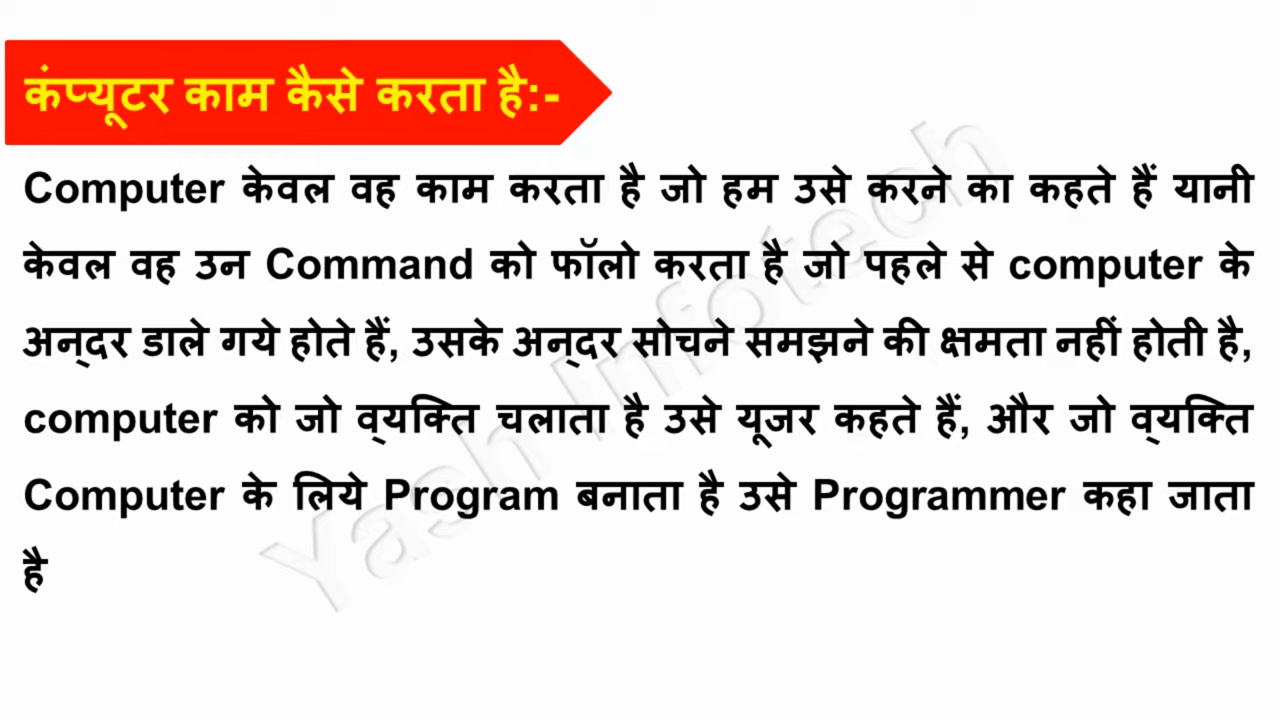 कंप्यूटर काम कैसे करता है:-
Computer केवल वह काम करता है जो हम उसे करने का कहते हैं यानी
केवल वह उन Command को फॉलो करता है जो पहले से computer के
अन्‌दर डाले गये होते हैं, उसके अन्‌दर सोचने समझने की क्षमता नहीं होती है,
computer को जो व्‌यक्ति चलाता है उसे यूजर कहते हैं, और जो व्‌यक्ति
Computer के लिये Program बनाता है उसे Programmer कहा जाता
है
Yash Infotech